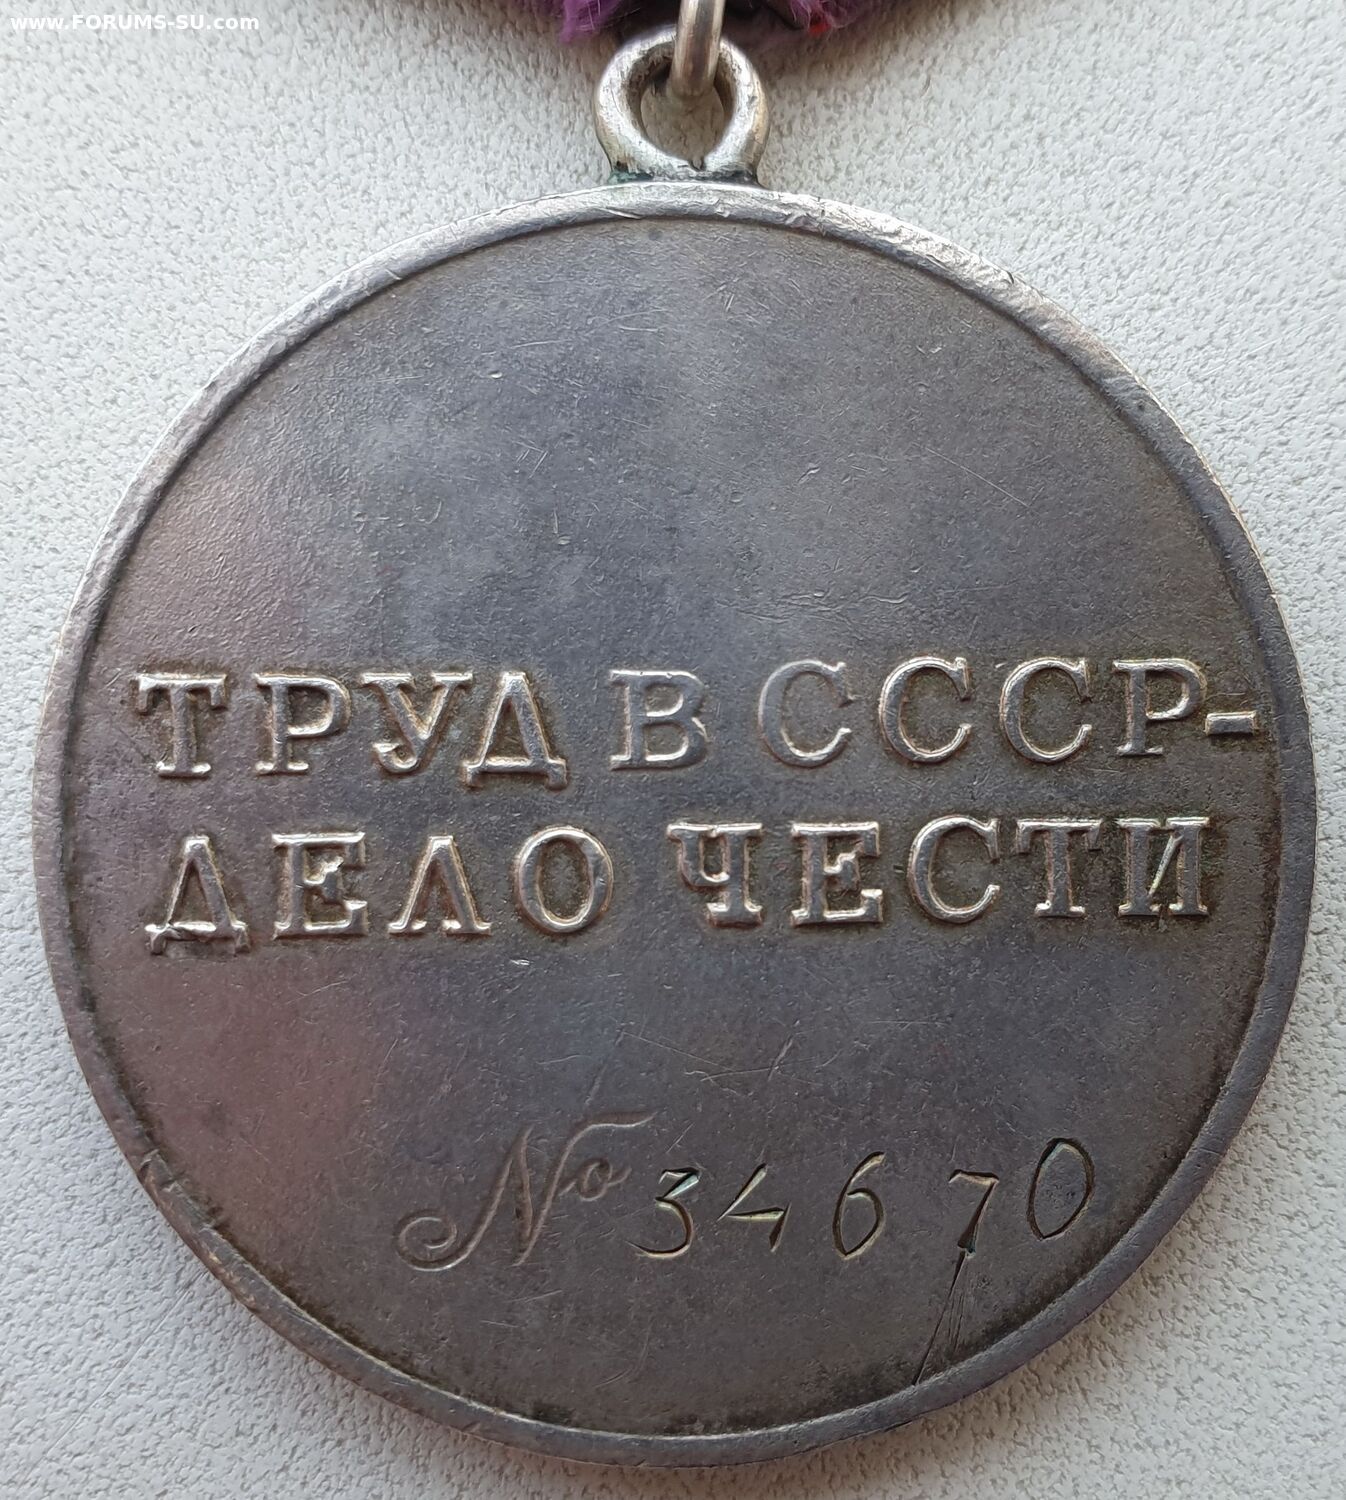 www.FORUMS-SU.com
ТРУД В СССР-
ДЕЛО ЧЕСТИ
№ 34670